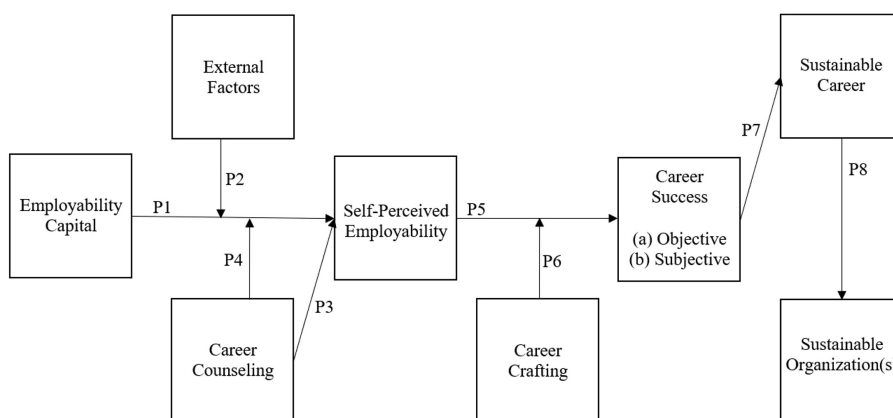 External
Factors
Sustainable
Career
P7
P2
P8
Employability
Capital
P1
Self-Perceived
Employability
P5
Career
Success
(a) Objective
(b) Subjective
P4
P6
P3
Career
Counseling
Career
Crafting
Sustainable
Organization(s